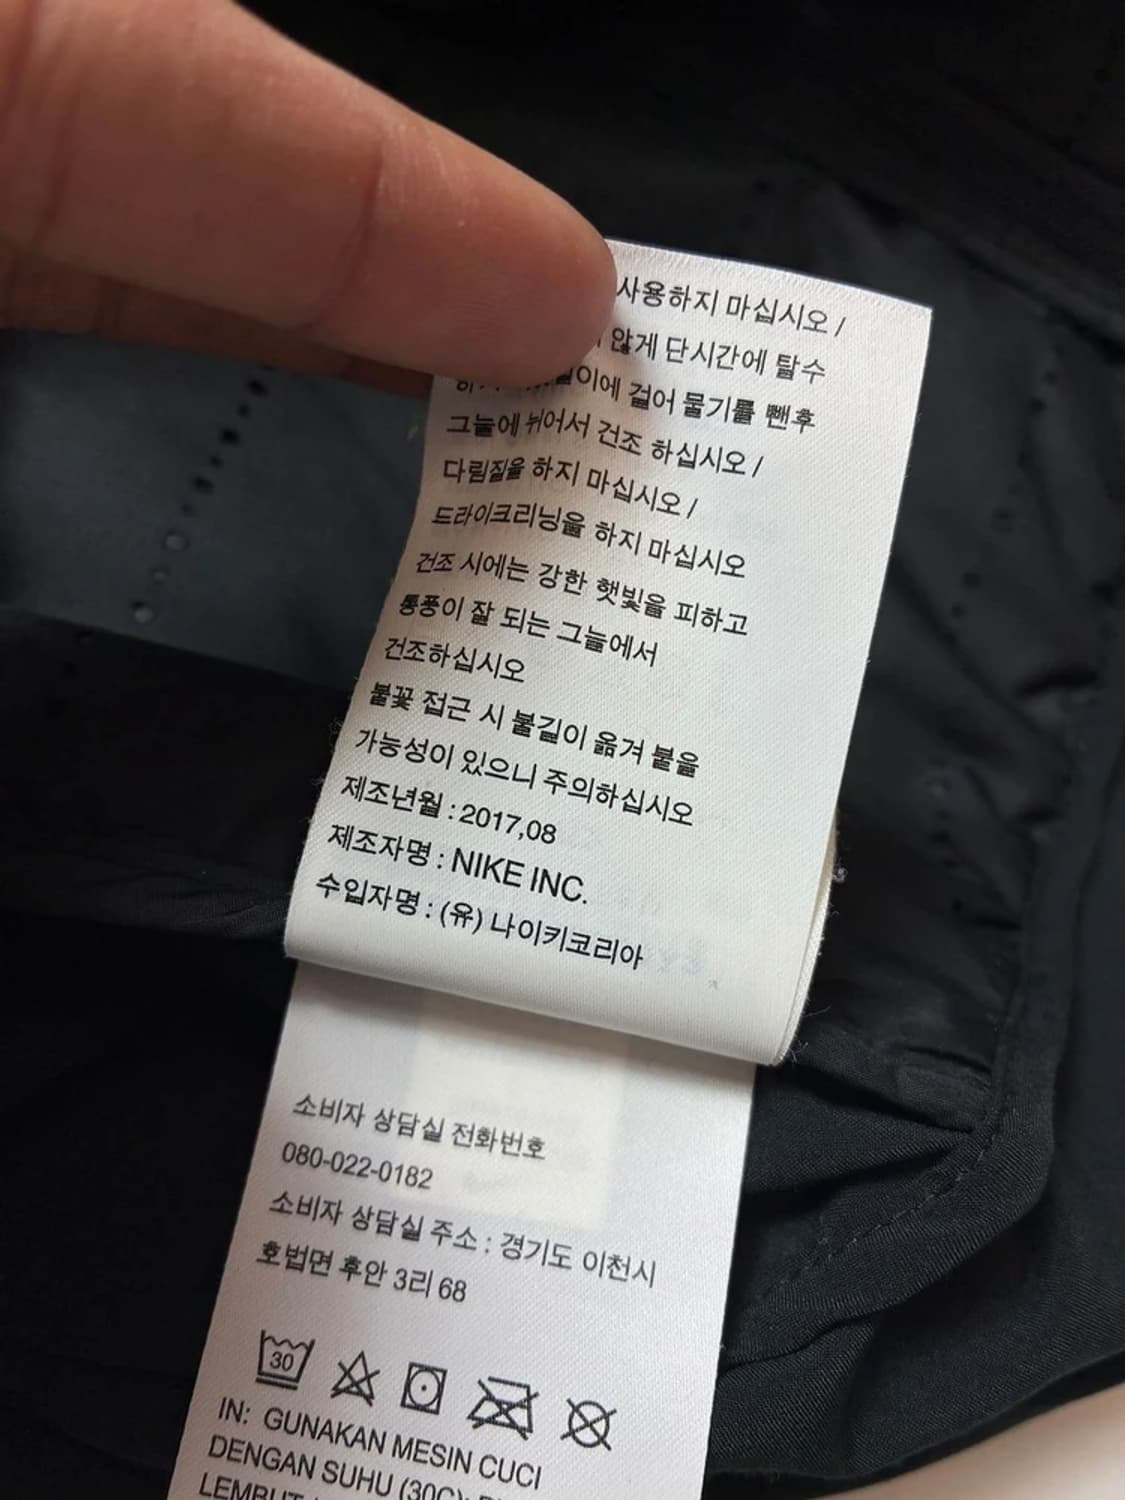 사용하지 마십시오 /
않게 단시간에 탈수
걸어 물기를 뺀후
그늘에 뉘어서 건조 하십시오 /
다림질을 하지 마십시오 /
드라이크리닝을 하지 마십시오
건조 시에는 강한 햇빛을 피하고
통풍이 잘 되는 그늘에서
건조하십시오
불꽃 접근 시 불길이 옮겨 붙을
가능성이 있으니 주의하십시오
제조년월 : 2017,08
제조자명 : NIKE INC.
수입자명 : (유) 나이키코리아
소비자 상담실 전화번호
080-022-0182
소비자 상담실 주소 : 경기도 이천시
호법면 후안 3리 68
30
IN: GUNAKAN MESIN CUCI
DENGAN SUHU (30C);